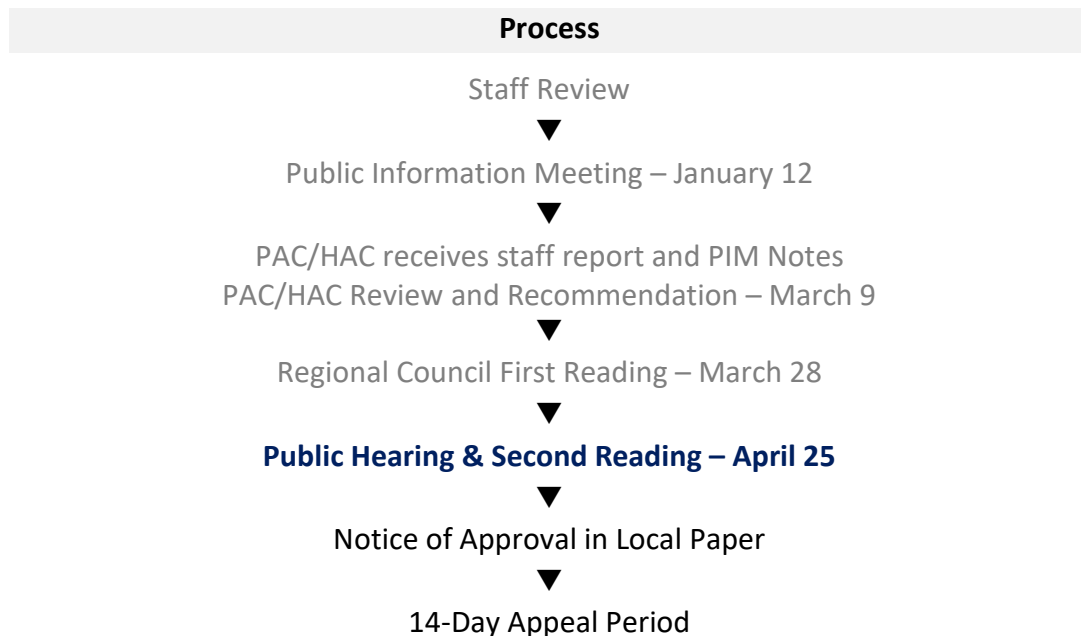 Process
Staff Review
Public Information Meeting – January 12
PAC/HAC receives staff report and PIM Notes
PAC/HAC Review and Recommendation – March 9
Regional Council First Reading – March 28
Public Hearing & Second Reading – April 25
Notice of Approval in Local Paper
14-Day Appeal Period